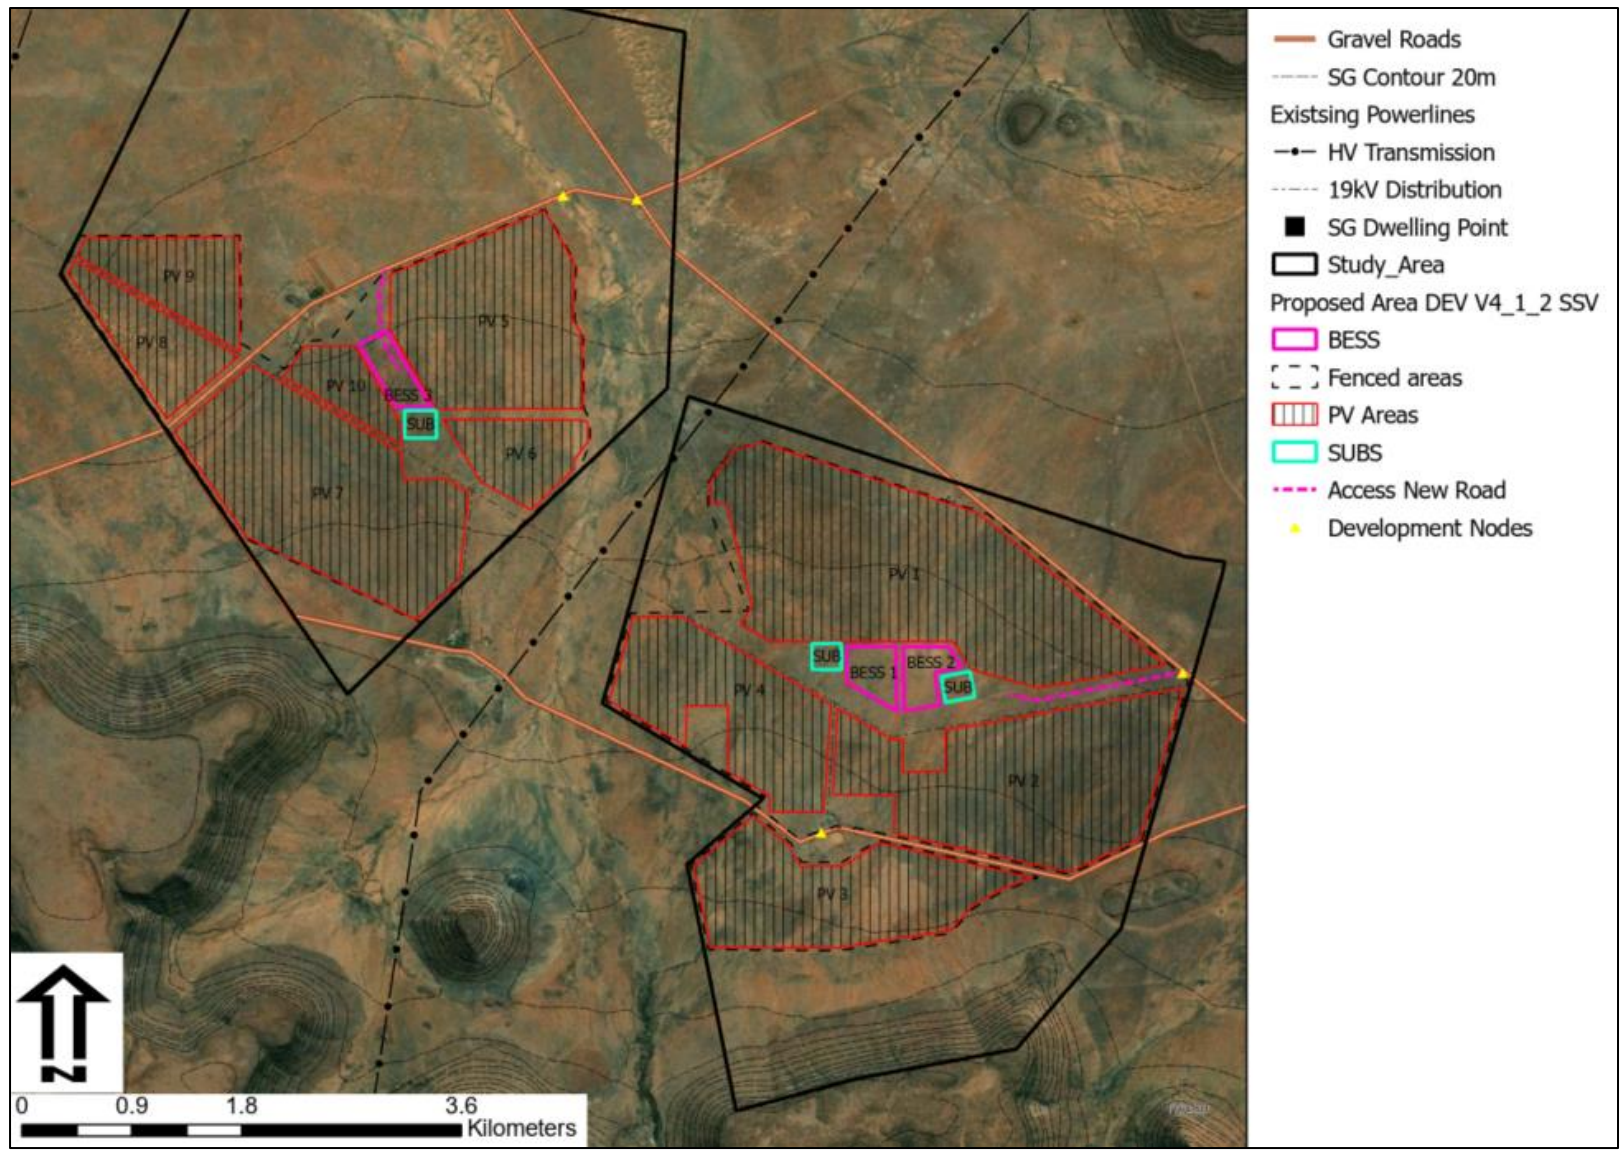 Gravel Roads
SG Contour 20m
Existsing Powerlines
HV Transmission
19kV Distribution
SG Dwelling Point
Study_Area
Proposed Area DEV V4_1_2 SSV
BESS
Fenced areas
PV Areas
SUBS
Access New Road
Development Nodes
PV 9
PV 8
PV 5
PV 10
BESS 3
SUB
PV 6
PV 7
PV 1
SUB
BESS 1
BESS 2
SUB
PV 4
PV 2
PV 3
N
0 0.9 1.8 3.6
Kilometers